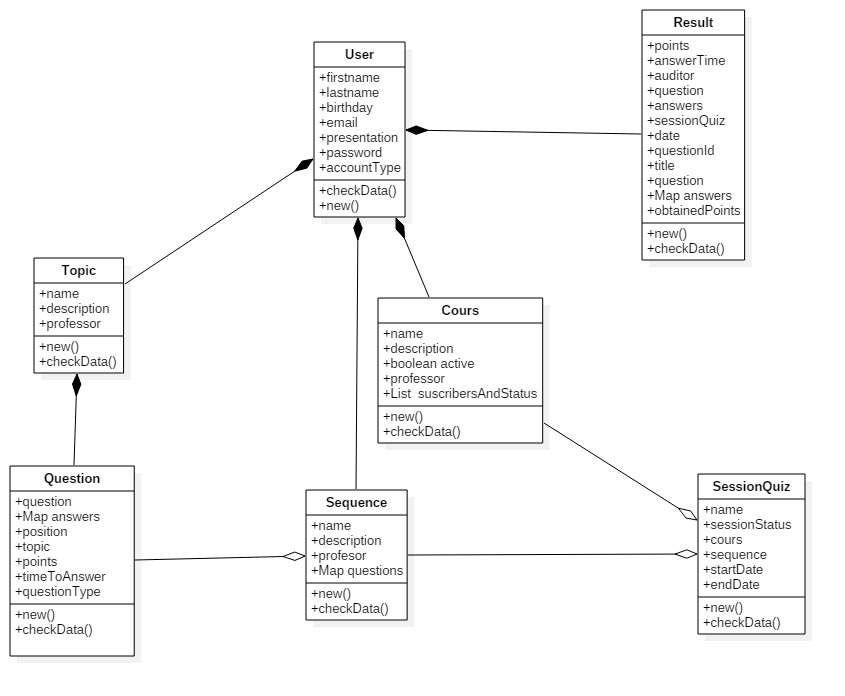 Result
+points
+answerTime
+auditor
+question
+answers
+sessionQuiz
+date
+questionId
+title
+question
+Map answers
+obtainedPoints
+new()
+checkData()
User
+firstname
+lastname
+birthday
+email
+presentation
+password
+accountType
+checkData()
+new()
Topic
+name
+description
+professor
+new()
+checkData()
Cours
+name
+description
+boolean active
+professor
+List  suscribersAndStatus
+new()
+checkData()
Question
+question
+Map answers
+position
+topic
+points
+timeToAnswer
+questionType
+new()
+checkData()
Sequence
+name
+description
+profesor
+Map questions
+new()
+checkData()
SessionQuiz
+name
+sessionStatus
+cours
+sequence
+startDate
+endDate
+new()
+checkData()